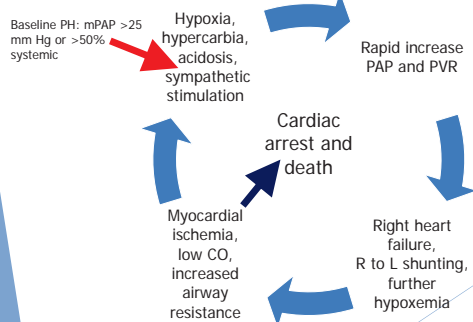 Baseline PH: mPAP >25
mm Hg or >50%
systemic
Hypoxia,
hypercarbia,
acidosis,
sympathetic
stimulation
Rapid increase
PAP and PVR
Cardiac
arrest and
death
Right heart
failure,
R to L shunting,
further
hypoxemia
Myocardial
ischemia,
low CO,
increased
airway
resistance